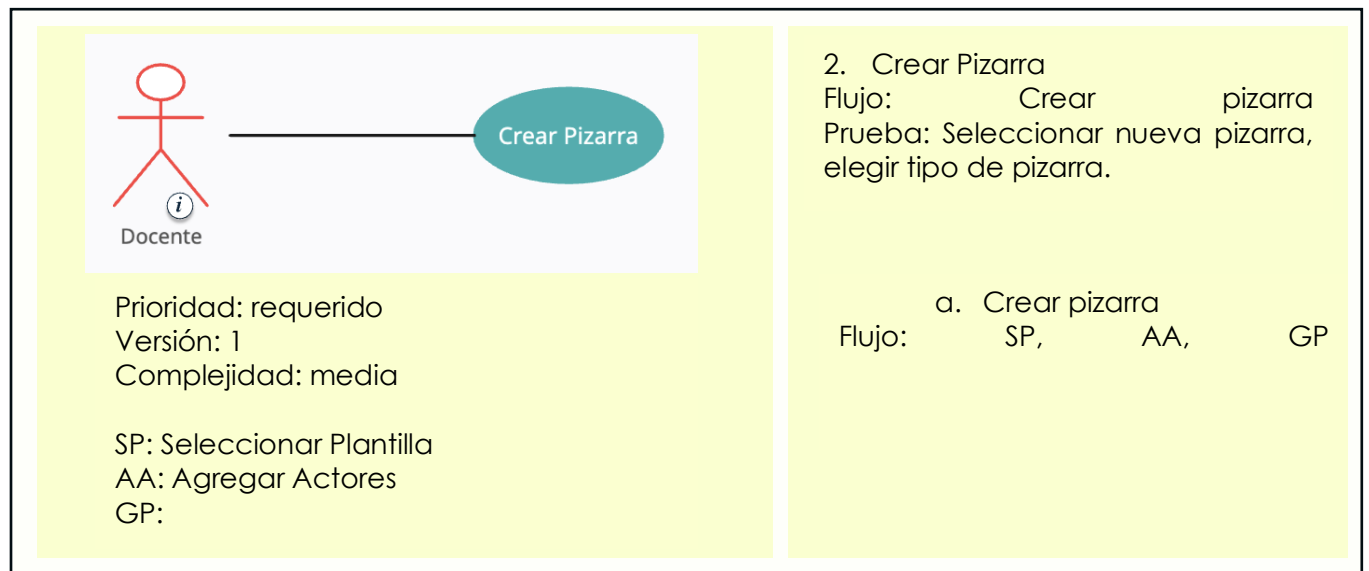 Crear Pizarra
i
Docente
Prioridad: requerido
Versión: 1
Complejidad: media
SP: Seleccionar Plantilla
AA: Agregar Actores
GP:
2. Crear Pizarra
Flujo: Crear pizarra
Prueba: Seleccionar nueva pizarra,
elegir tipo de pizarra.
a. Crear pizarra
Flujo: SP, AA, GP